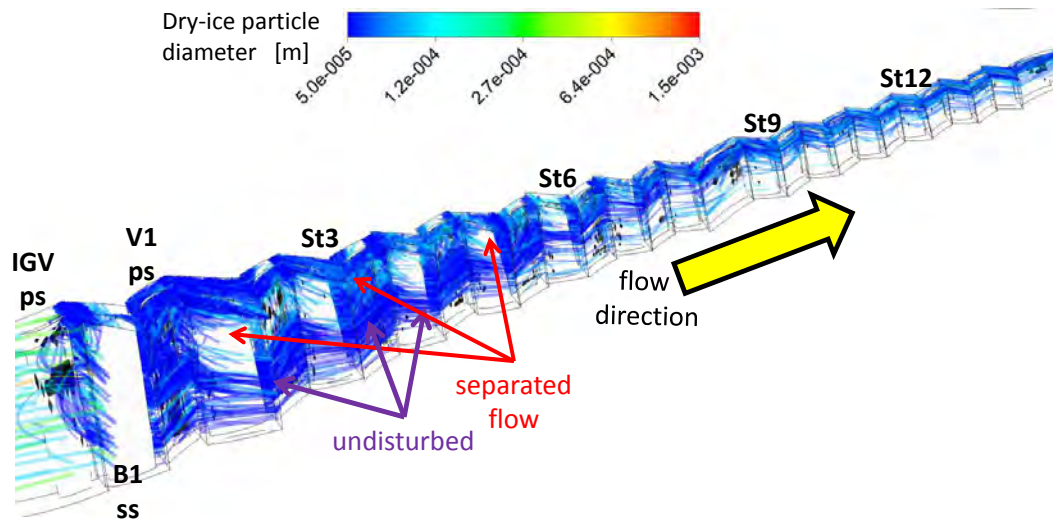 Dry-ice particle
diameter [m]
5.0e-005
1.2e-004
2.7e-004
6.4e-004
1.5e-003
St12
St9
St6
St3
V1
ps
IGV
ps
flow
direction
separated
flow
undisturbed
B1
ss